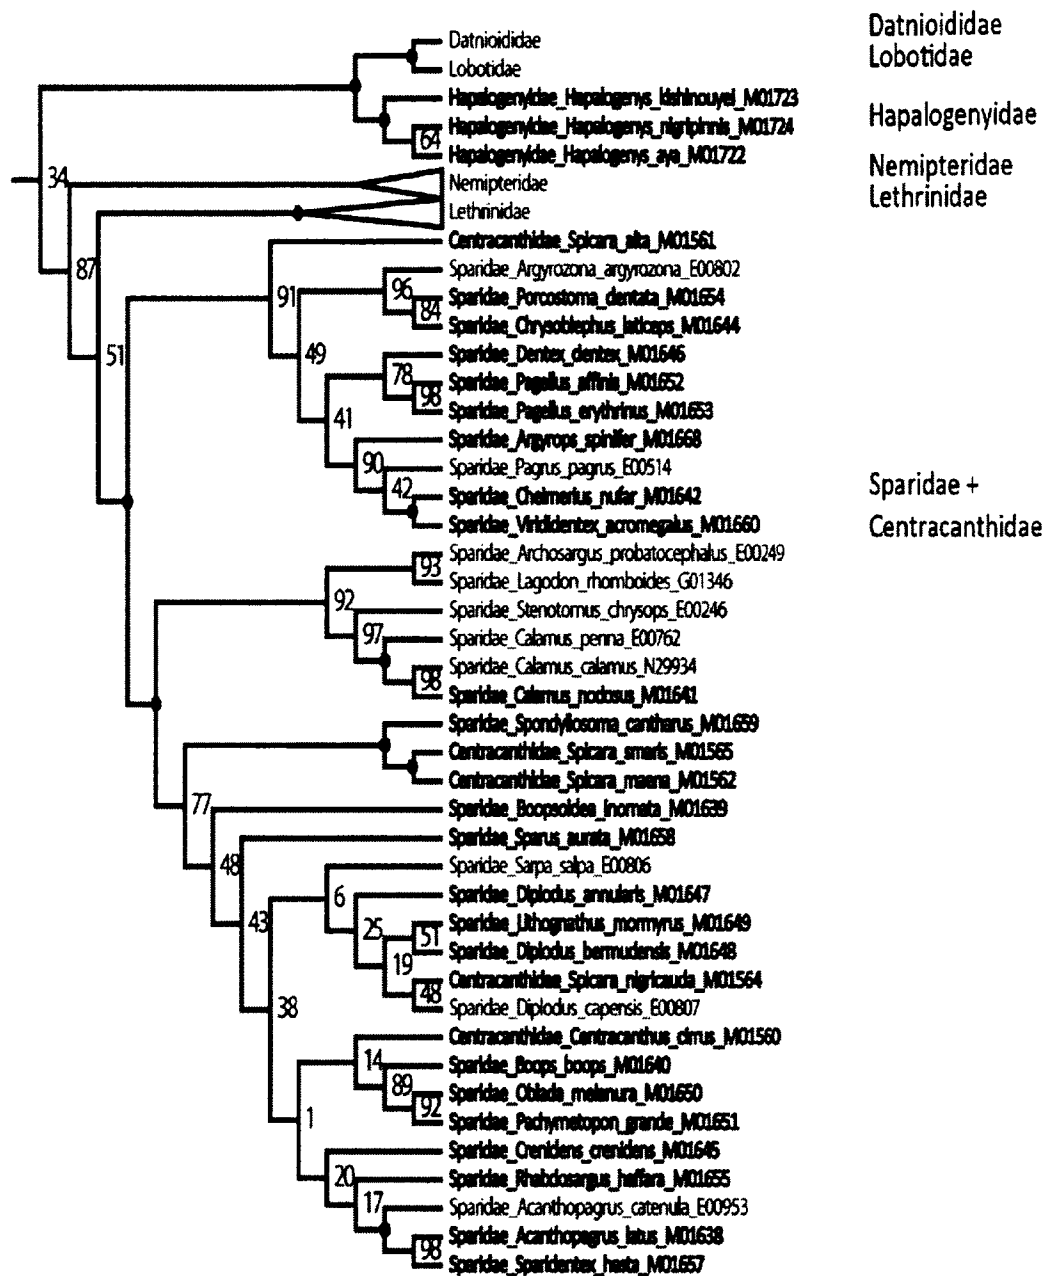 Datnioididae
Lobotidae
Hapalogenyidae_Hapalogenys_kishinouyei_M01723
Hapalogenyidae_Hapalogenys_nigripinnis_M01724
64
Hapalogenyidae_Hapalogenys_aya_M01722
34
Nemipteridae
Lethrinidae
Centracanthidae_Spicara_alta_M01561
87
Sparidae_Argyrozona_argyrozona_E00802
96
91
Sparidae_Porcostoma_dentata_M01654
84
Sparidae_Chrysoblephus_laticeps_M01644
51
49
Sparidae_Dentex_dentex_M01646
78
Sparidae_Pagellus_affinis_M01652
98
Sparidae_Pagellus_erythrinus_M01653
41
Sparidae_Argyrops_spinifer_M01668
90
Sparidae_Pagrus_pagrus_E00514
42
Sparidae_Cheimerius_nufar_M01642
Sparidae_Virididentex_acromegalus_M01660
Sparidae_Archosargus_probatocephalus_E00249
93
Sparidae_Lagodon_rhomboides_G01346
92
Sparidae_Stenotomus_chrysops_E00246
97
Sparidae_Calamus_penna_E00762
Sparidae_Calamus_calamus_N29934
98
Sparidae_Calamus_nodosus_M01641
Sparidae_Spondyliosoma_cantharus_M01659
Centracanthidae_Spicara_smaris_M01565
Centracanthidae_Spicara_maena_M01562
77
Sparidae_Boopsoidea_inornata_M01639
Sparidae_Sparus_aurata_M01658
48
Sparidae_Sarpa_salpa_E00806
6
Sparidae_Diplodus_annularis_M01647
43
25
Sparidae_Lithognathus_mormyrus_M01649
51
Sparidae_Diplodus_bermudensis_M01648
19
Centracanthidae_Spicara_nigricauda_M01564
48
Sparidae_Diplodus_capensis_E00807
38
Centracanthidae_Centracanthus_cirrus_M01560
14
Sparidae_Boops_boops_M01640
89
Sparidae_Oblada_melanura_M01650
92
Sparidae_Pachymetopon_grande_M01651
1
Sparidae_Crenidens_crenidens_M01645
20
Sparidae_Rhabdosargus_haffara_M01655
17
Sparidae_Acanthopagrus_catenula_E00953
Sparidae_Acanthopagrus_latus_M01638
98
Sparidae_Sparidentex_hasta_M01657
Datnioididae
Lobotidae
Hapalogenyidae
Nemipteridae
Lethrinidae
Sparidae +
Centracanthidae